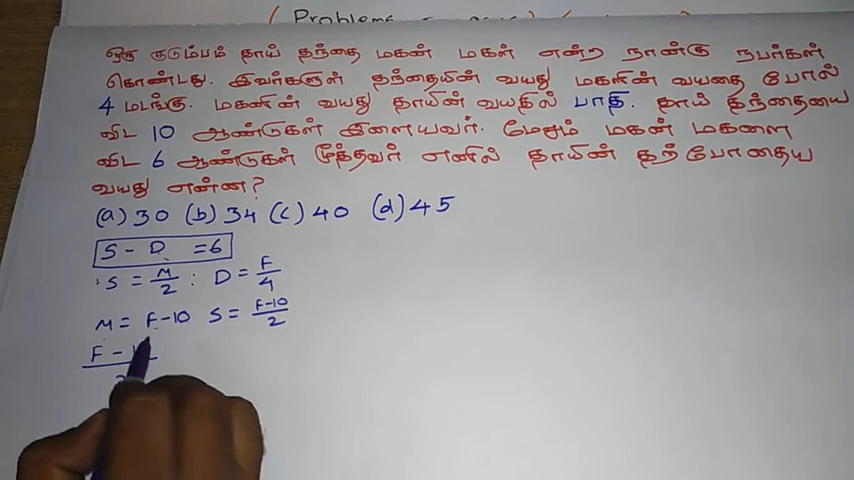 (Problems
ஒரு குடும்பம் தாய் தந்தை மகன் மகள் என்ற நான்கு நபர்கள்
கொண்டது. இவர்களுள் தந்தையின் வயது மகளின் வயதை போல்
4 மடங்கு. மகனின் வயது தாயின் வயதில் பாதி. தாய் தந்தையை
விட 10 ஆண்டுகள் இளையவர். மேலும் மகன் மகளை
விட 6 ஆண்டுகள் மூத்தவர் எனில் தாயின் தற்போதைய
வயது என்ன?
(a) 30 (b) 34 (c) 40 (d) 45
S - D = 6
S = M/2 : D = F/4
M = F-10 S = F-10/2
F -